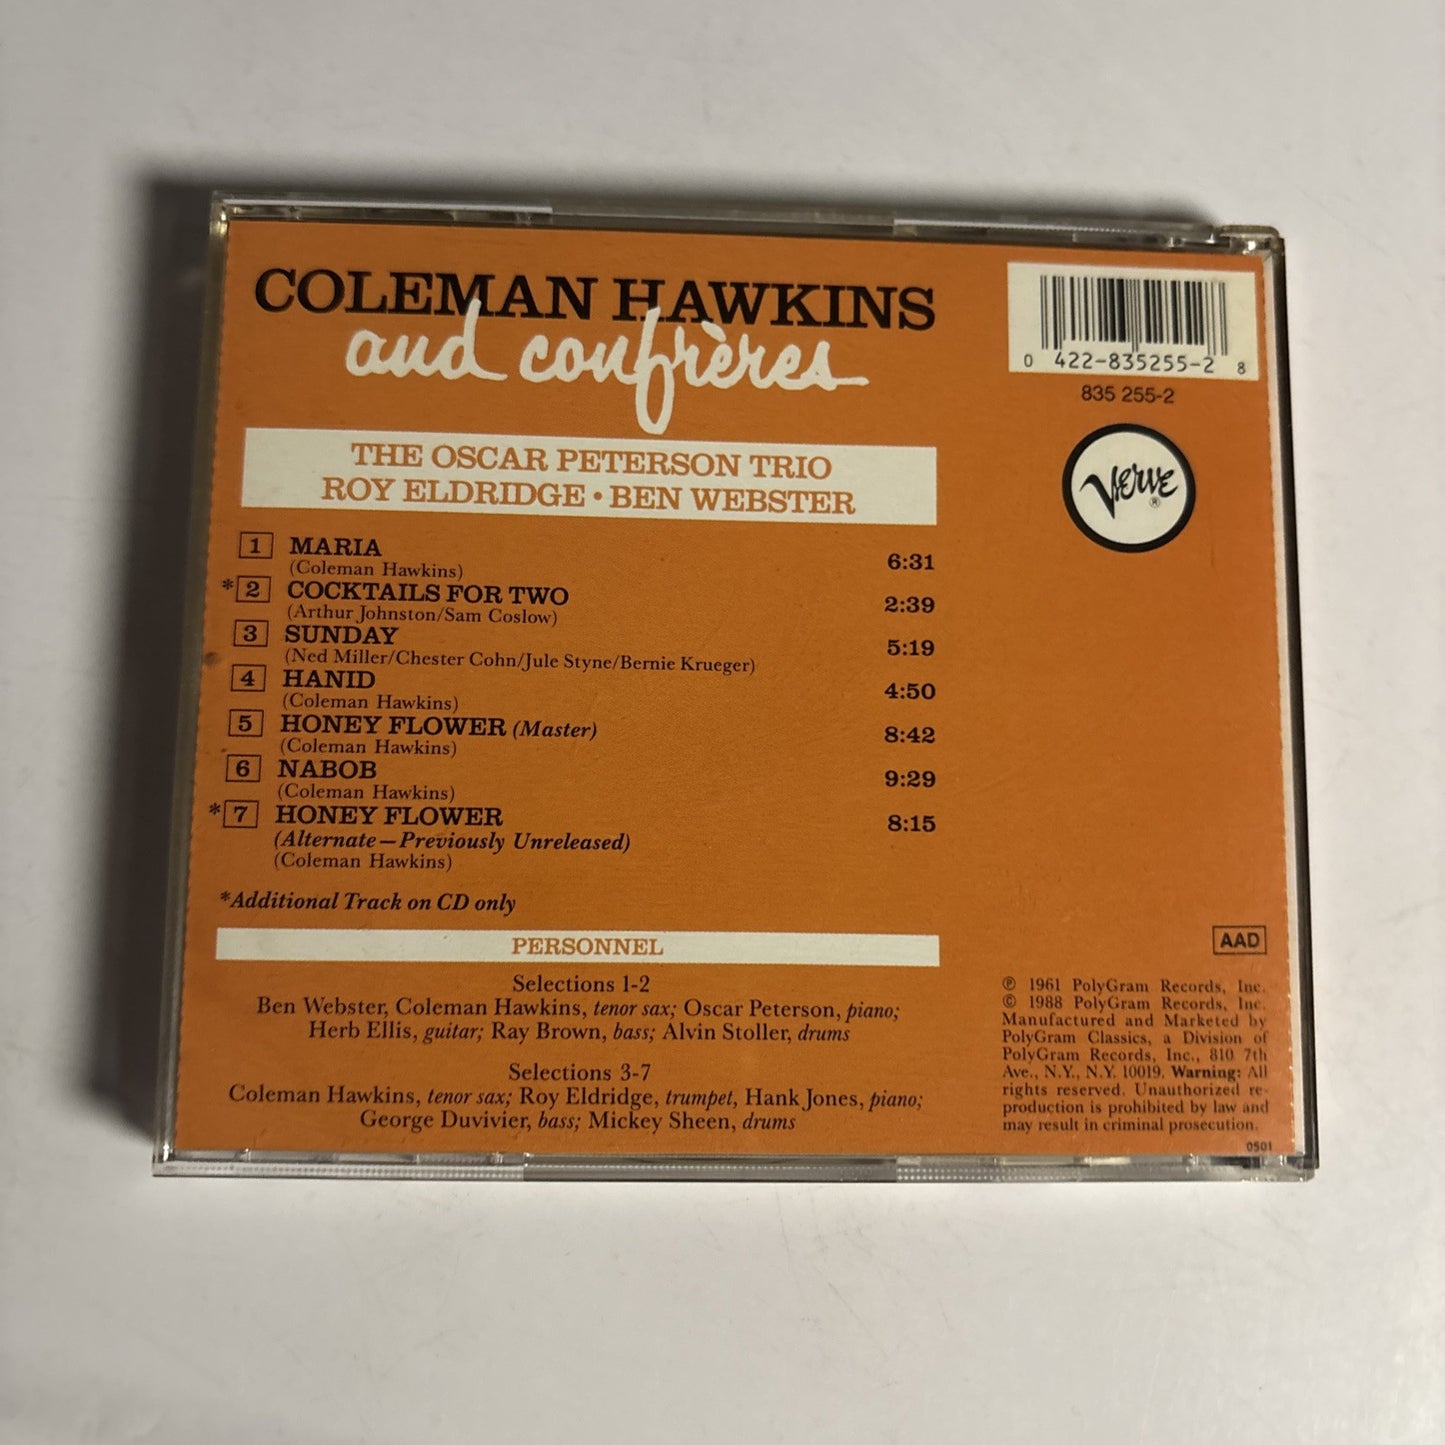 COLEMAN HAWKINS
and confrères
THE OSCAR PETERSON TRIO
ROY ELDRIDGE • BEN WEBSTER
1 MARIA 6:31
(Coleman Hawkins)
*2 COCKTAILS FOR TWO 2:39
(Arthur Johnston/Sam Coslow)
3 SUNDAY 5:19
(Ned Miller/Chester Cohn/Jule Styne/Bernie Krueger)
4 HANID 4:50
(Coleman Hawkins)
5 HONEY FLOWER (Master) 8:42
(Coleman Hawkins)
6 NABOB 9:29
(Coleman Hawkins)
*7 HONEY FLOWER 8:15
(Alternate—Previously Unreleased)
(Coleman Hawkins)
*Additional Track on CD only
PERSONNEL
Selections 1-2
Ben Webster, Coleman Hawkins, tenor sax; Oscar Peterson, piano;
Herb Ellis, guitar; Ray Brown, bass; Alvin Stoller, drums
Selections 3-7
Coleman Hawkins, tenor sax; Roy Eldridge, trumpet, Hank Jones, piano;
George Duvivier, bass; Mickey Sheen, drums
0 422-835255-2 8
835 255-2
VERVE ®
AAD
℗ 1961 PolyGram Records, Inc.
© 1988 PolyGram Records, Inc.
Manufactured and Marketed by
PolyGram Classics, a Division of
PolyGram Records, Inc., 810 7th
Ave., N.Y., N.Y. 10019. Warning: All
rights reserved. Unauthorized re-
production is prohibited by law and
may result in criminal prosecution.
0501